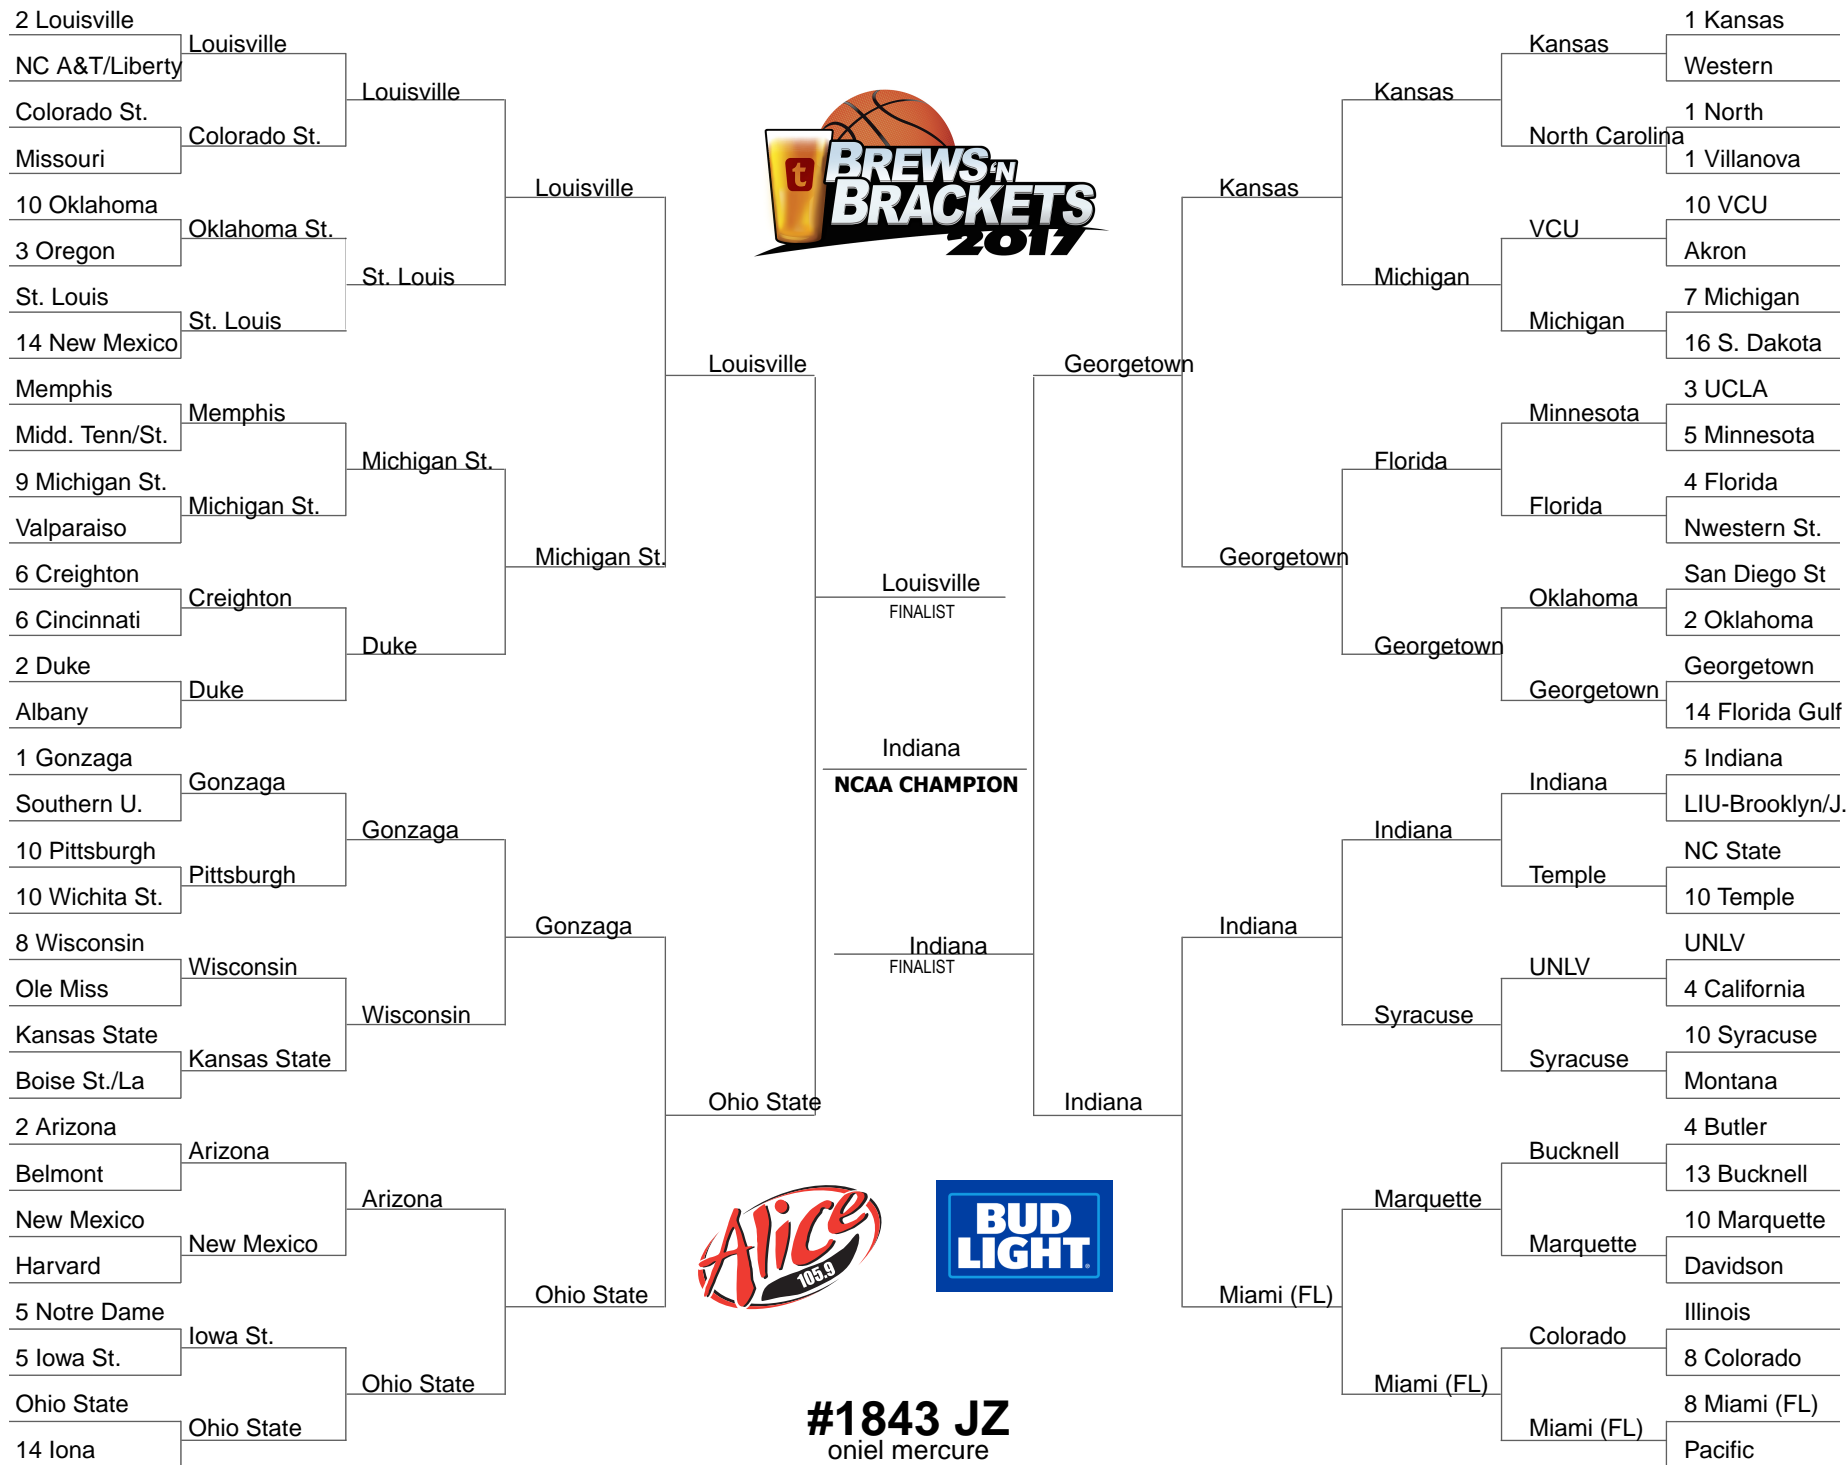 2 Louisville
NC A&T/Liberty
Colorado St.
Missouri
10 Oklahoma
3 Oregon
St. Louis
14 New Mexico
Memphis
Midd. Tenn/St.
9 Michigan St.
Valparaiso
6 Creighton
6 Cincinnati
2 Duke
Albany
1 Gonzaga
Southern U.
10 Pittsburgh
10 Wichita St.
8 Wisconsin
Ole Miss
Kansas State
Boise St./La
2 Arizona
Belmont
New Mexico
Harvard
5 Notre Dame
5 Iowa St.
Ohio State
14 Iona
Louisville
Colorado St.
Oklahoma St.
St. Louis
Memphis
Michigan St.
Creighton
Duke
Gonzaga
Pittsburgh
Wisconsin
Kansas State
Arizona
New Mexico
Iowa St.
Ohio State
Louisville
St. Louis
Michigan St.
Duke
Gonzaga
Wisconsin
Arizona
Ohio State
Louisville
Michigan St.
Gonzaga
Ohio State
Louisville
Ohio State
t
BREWS 'N
BRACKETS
2017
Louisville
FINALIST
Indiana
NCAA CHAMPION
Indiana
FINALIST
Alice
105.9
BUD
LIGHT
#1843 JZ
oniel mercure
Georgetown
Indiana
Kansas
Georgetown
Indiana
Miami (FL)
Kansas
Michigan
Florida
Georgetown
Indiana
Syracuse
Marquette
Miami (FL)
Kansas
North Carolina
VCU
Michigan
Minnesota
Florida
Oklahoma
Georgetown
Indiana
Temple
UNLV
Syracuse
Bucknell
Marquette
Colorado
Miami (FL)
1 Kansas
Western
1 North
1 Villanova
10 VCU
Akron
7 Michigan
16 S. Dakota
3 UCLA
5 Minnesota
4 Florida
Nwestern St.
San Diego St
2 Oklahoma
Georgetown
14 Florida Gulf
5 Indiana
LIU-Brooklyn/J.
NC State
10 Temple
UNLV
4 California
10 Syracuse
Montana
4 Butler
13 Bucknell
10 Marquette
Davidson
Illinois
8 Colorado
8 Miami (FL)
Pacific